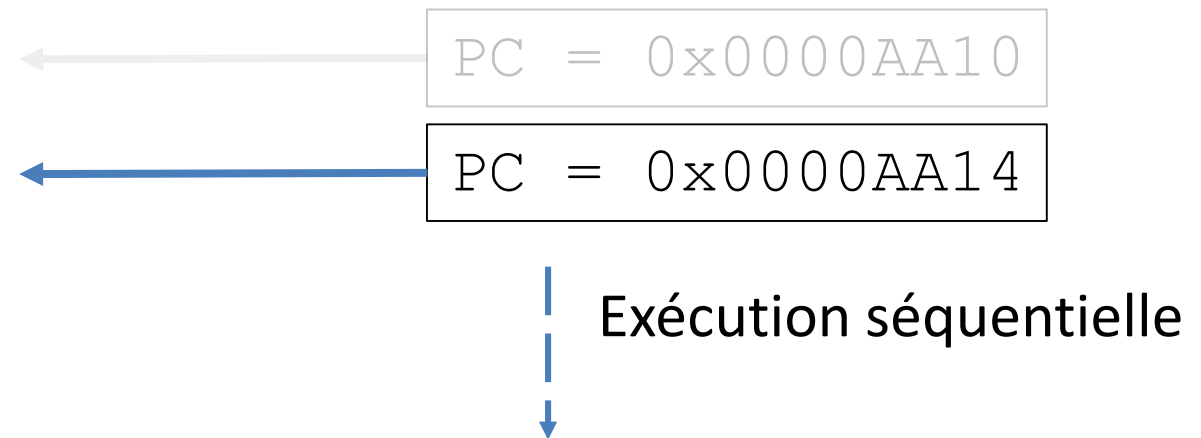 PC = 0x0000AA10
PC = 0x0000AA14
Exécution séquentielle